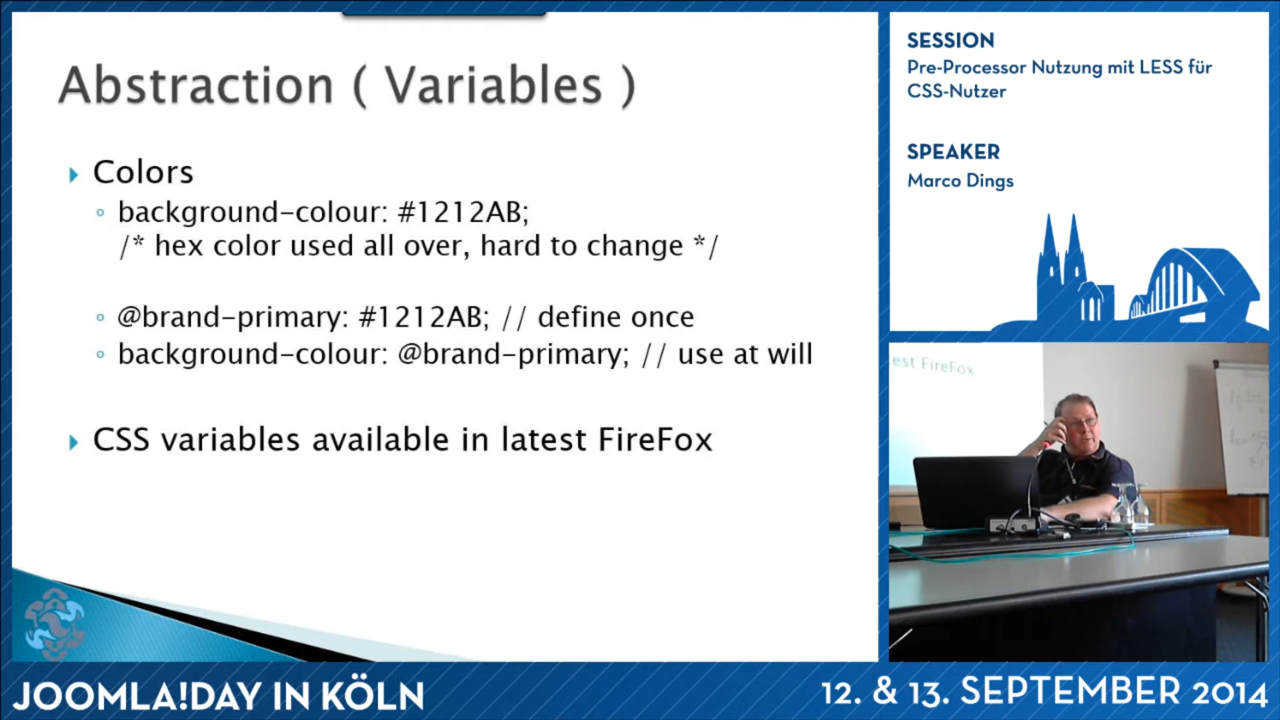 Abstraction ( Variables )
Colors
background-colour: #1212AB;
/* hex color used all over, hard to change */
@brand-primary: #1212AB; // define once
background-colour: @brand-primary; // use at will
CSS variables available in latest FireFox
SESSION
Pre-Processor Nutzung mit LESS für
CSS-Nutzer
SPEAKER
Marco Dings
est FireFox
JOOMLA!DAY IN KÖLN
12. & 13. SEPTEMBER 2014